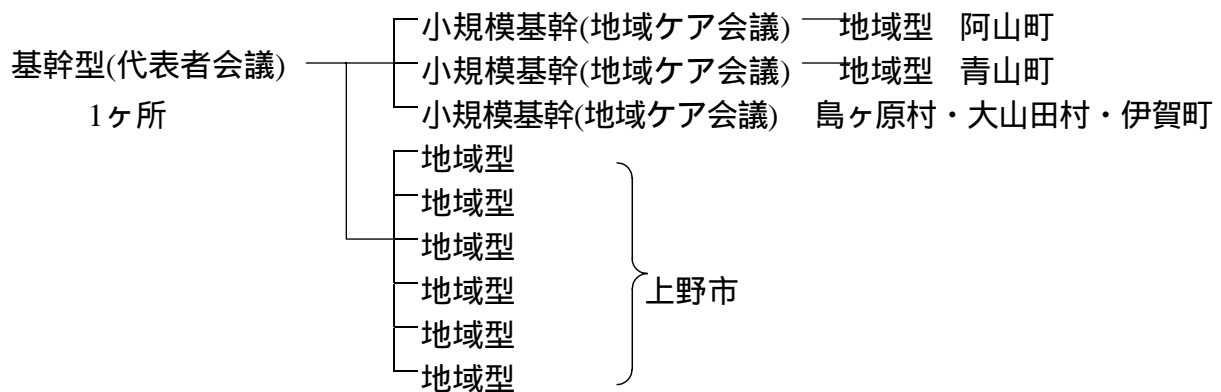 小規模基幹(地域ケア会議) 地域型 阿山町
基幹型(代表者会議) 小規模基幹(地域ケア会議) 地域型 青山町
1ヶ所 小規模基幹(地域ケア会議) 島ヶ原村・大山田村・伊賀町
地域型
地域型
地域型
地域型 上野市
地域型
地域型